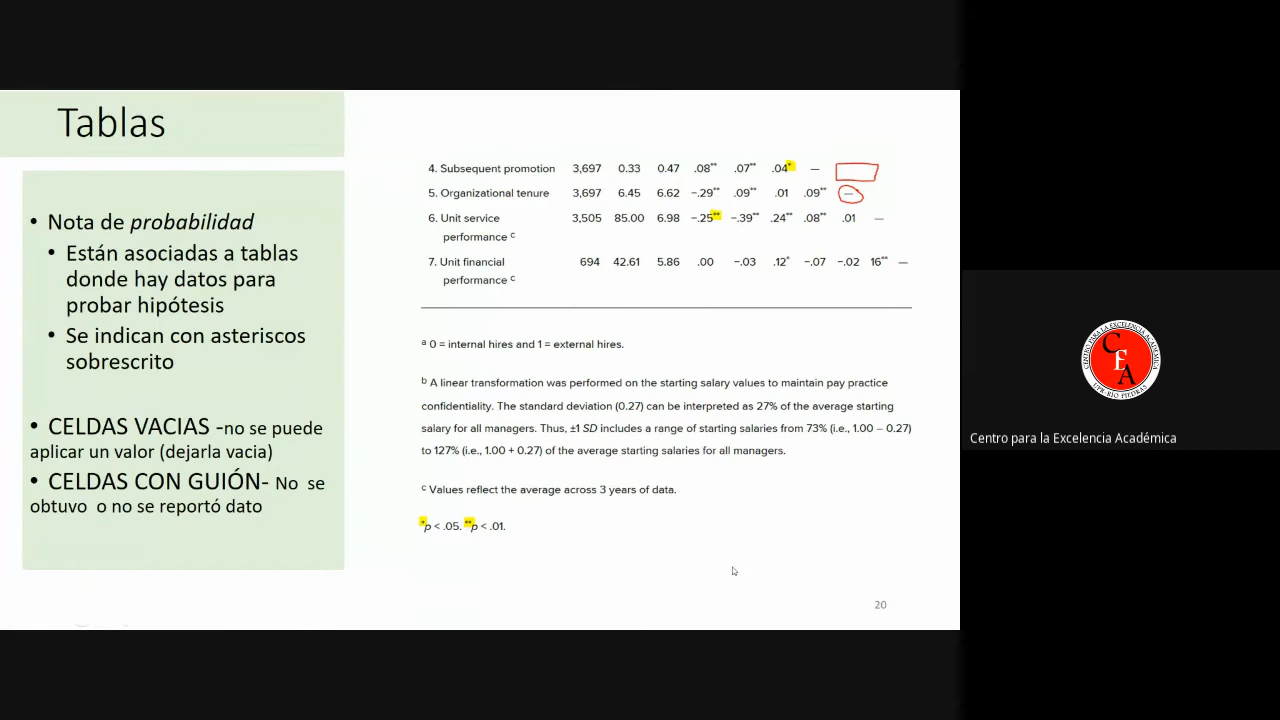 Tablas
• Nota de probabilidad
• Están asociadas a tablas
donde hay datos para
probar hipótesis
• Se indican con asteriscos
sobrescrito
• CELDAS VACIAS -no se puede
aplicar un valor (dejarla vacia)
• CELDAS CON GUIÓN- No se
obtuvo o no se reportó dato
4. Subsequent promotion 3,697 0.33 0.47 .08** .07** .04* —
5. Organizational tenure 3,697 6.45 6.62 −.29** .09** .01 .09** —
6. Unit service 3,505 85.00 6.98 −.25** −.39** .24** .08** .01 —
performance c
7. Unit financial 694 42.61 5.86 .00 −.03 .12* −.07 −.02 16** —
performance c
a 0 = internal hires and 1 = external hires.
b A linear transformation was performed on the starting salary values to maintain pay practice
confidentiality. The standard deviation (0.27) can be interpreted as 27% of the average starting
salary for all managers. Thus, ±1 SD includes a range of starting salaries from 73% (i.e., 1.00 − 0.27)
to 127% (i.e., 1.00 + 0.27) of the average starting salaries for all managers.
c Values reflect the average across 3 years of data.
*p < .05. **p < .01.
20
CENTRO PARA LA EXCELENCIA ACADÉMICA
CEA
UPR RÍO PIEDRAS
Centro para la Excelencia Académica